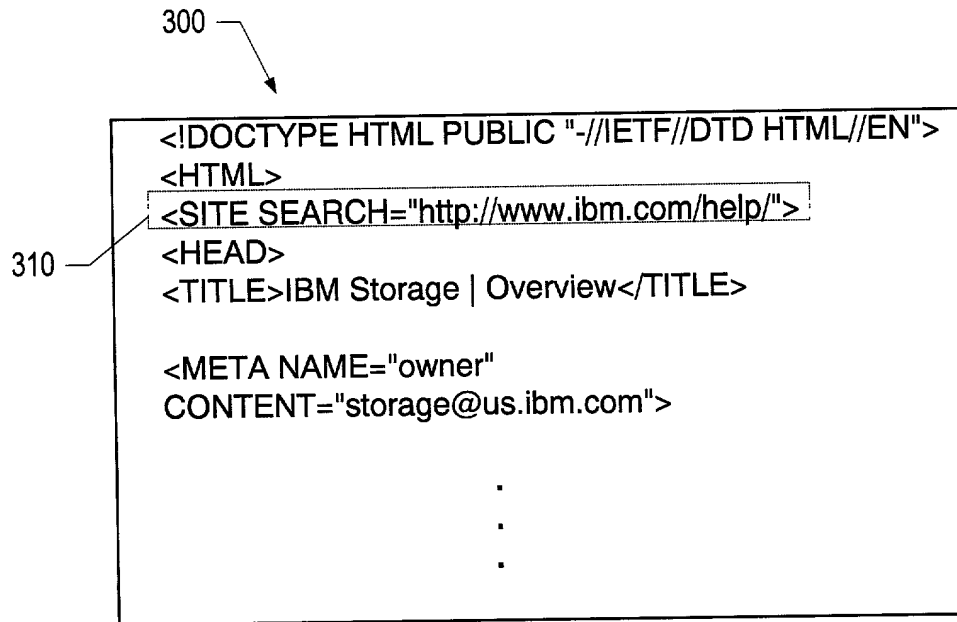 300
<!DOCTYPE HTML PUBLIC "-//IETF//DTD HTML//EN">
<HTML>
<SITE SEARCH="http://www.ibm.com/help/">
310
<HEAD>
<TITLE>IBM Storage | Overview</TITLE>
<META NAME="owner"
CONTENT="storage@us.ibm.com">
.
.
.